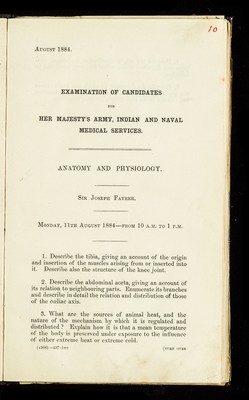 10
August 1884.
EXAMINATION OF CANDIDATES
FOR
HER MAJESTY'S ARMY, INDIAN AND NAVAL
MEDICAL SERVICES.
ANATOMY AND PHYSIOLOGY.
Sir Joseph Fayrer.
Monday, 11th August 1884—from 10 a.m. to 1 p.m.
1. Describe the tibia, giving an account of the origin
and insertion of the muscles arising from or inserted into
it. Describe also the structure of the knee joint.
2. Describe the abdominal aorta, giving an account of
its relation to neighbouring parts. Enumerate its branches
and describe in detail the relation and distribution of those
of the cœliac axis.
3. What are the sources of animal heat, and the
nature of the mechanism by which it is regulated and
distributed? Explain how it is that a mean temperature
of the body is preserved under exposure to the influence
of either extreme heart or extreme cold.
[TURN OVER